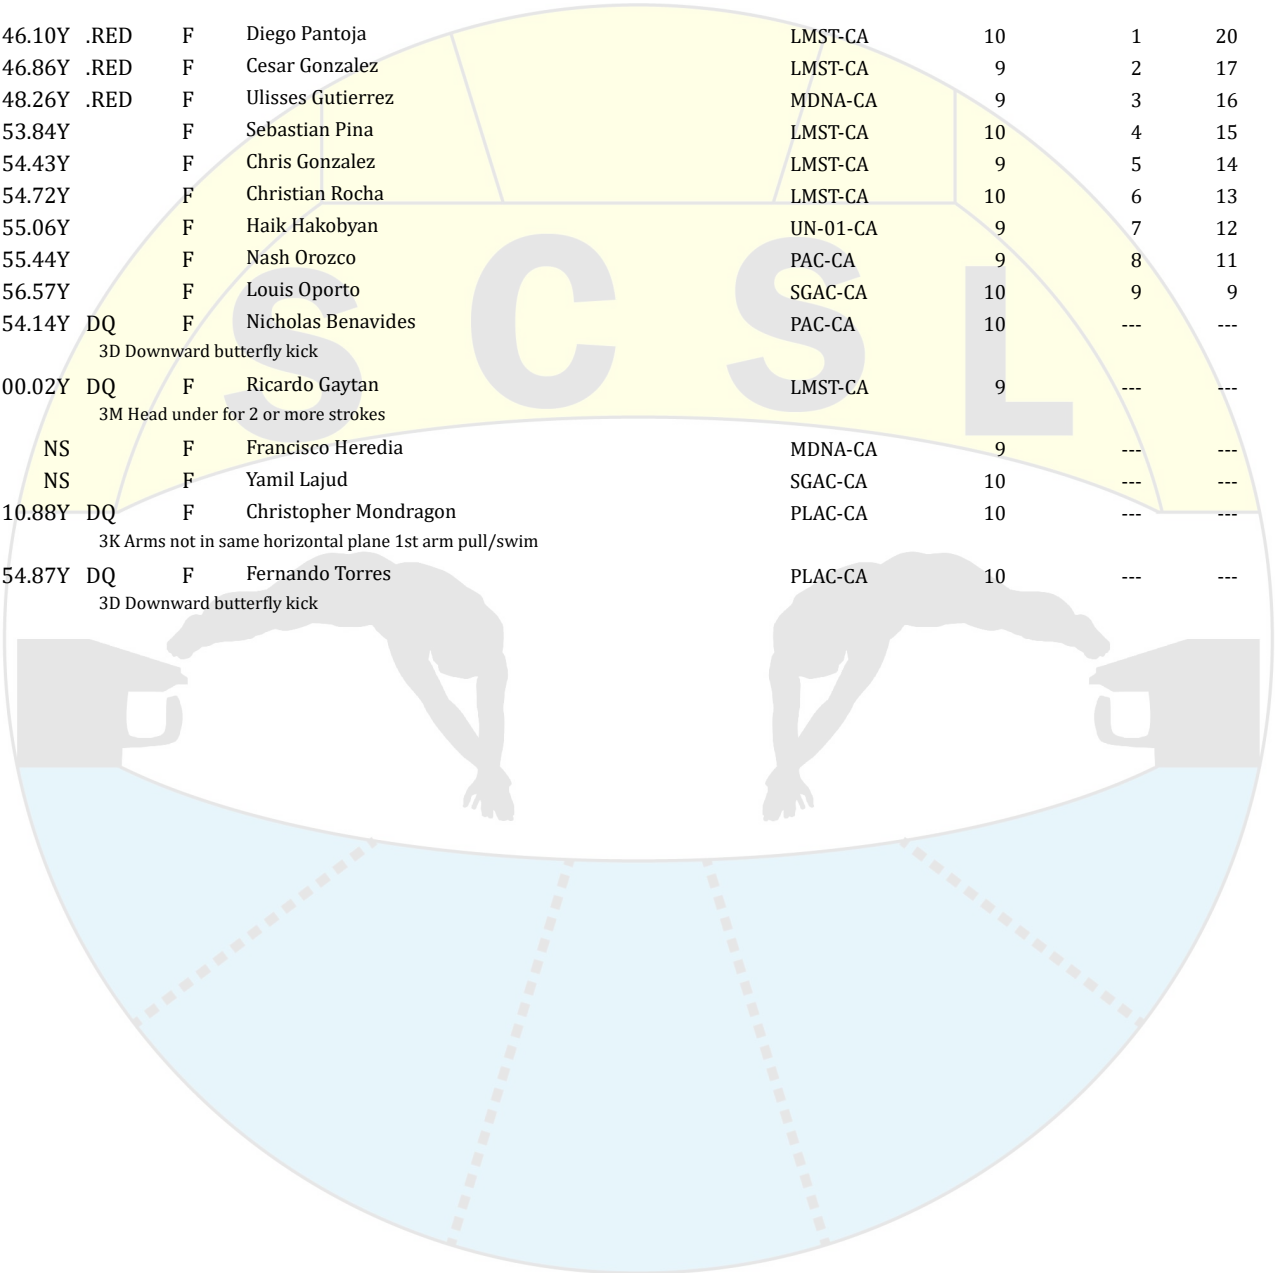 46.10Y .RED F Diego Pantoja LMST-CA 10 1 20
46.86Y .RED F Cesar Gonzalez LMST-CA 9 2 17
48.26Y .RED F Ulisses Gutierrez MDNA-CA 9 3 16
53.84Y F Sebastian Pina LMST-CA 10 4 15
54.43Y F Chris Gonzalez LMST-CA 9 5 14
54.72Y F Christian Rocha LMST-CA 10 6 13
55.06Y F Haik Hakobyan UN-01-CA 9 7 12
55.44Y F Nash Orozco PAC-CA 9 8 11
56.57Y F Louis Oporto SGAC-CA 10 9 9
54.14Y DQ F Nicholas Benavides PAC-CA 10 --- ---
3D Downward butterfly kick
00.02Y DQ F Ricardo Gaytan LMST-CA 9 --- ---
3M Head under for 2 or more strokes
NS F Francisco Heredia MDNA-CA 9 --- ---
NS F Yamil Lajud SGAC-CA 10 --- ---
10.88Y DQ F Christopher Mondragon PLAC-CA 10 --- ---
3K Arms not in same horizontal plane 1st arm pull/swim
54.87Y DQ F Fernando Torres PLAC-CA 10 --- ---
3D Downward butterfly kick
S C S L